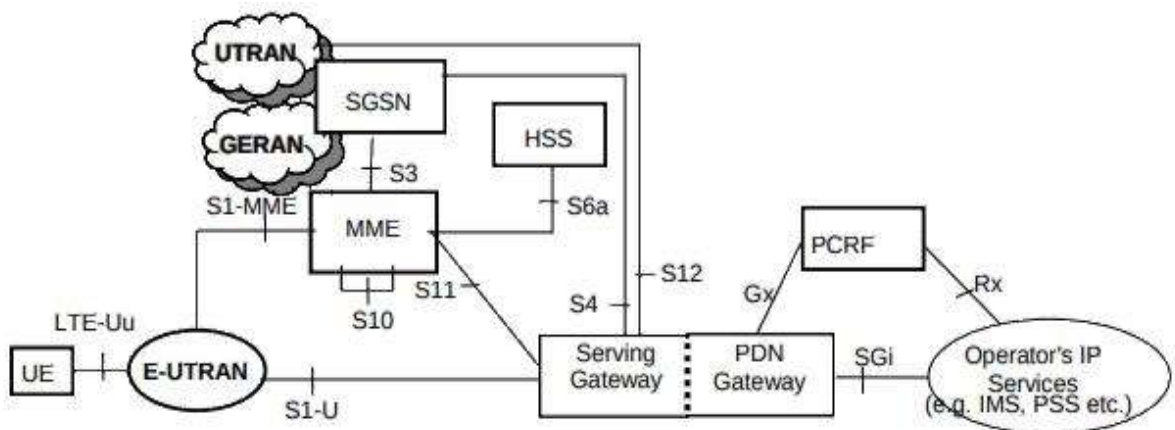 UTRAN
SGSN
HSS
GERAN
S3
S1-MME
S6a
MME
PCRF
S12
S11
S4
Gx
Rx
S10
LTE-Uu
UE
E-UTRAN
Serving
Gateway
PDN
Gateway
SGi
Operator's IP
Services
(e.g. IMS, PSS etc.)
S1-U